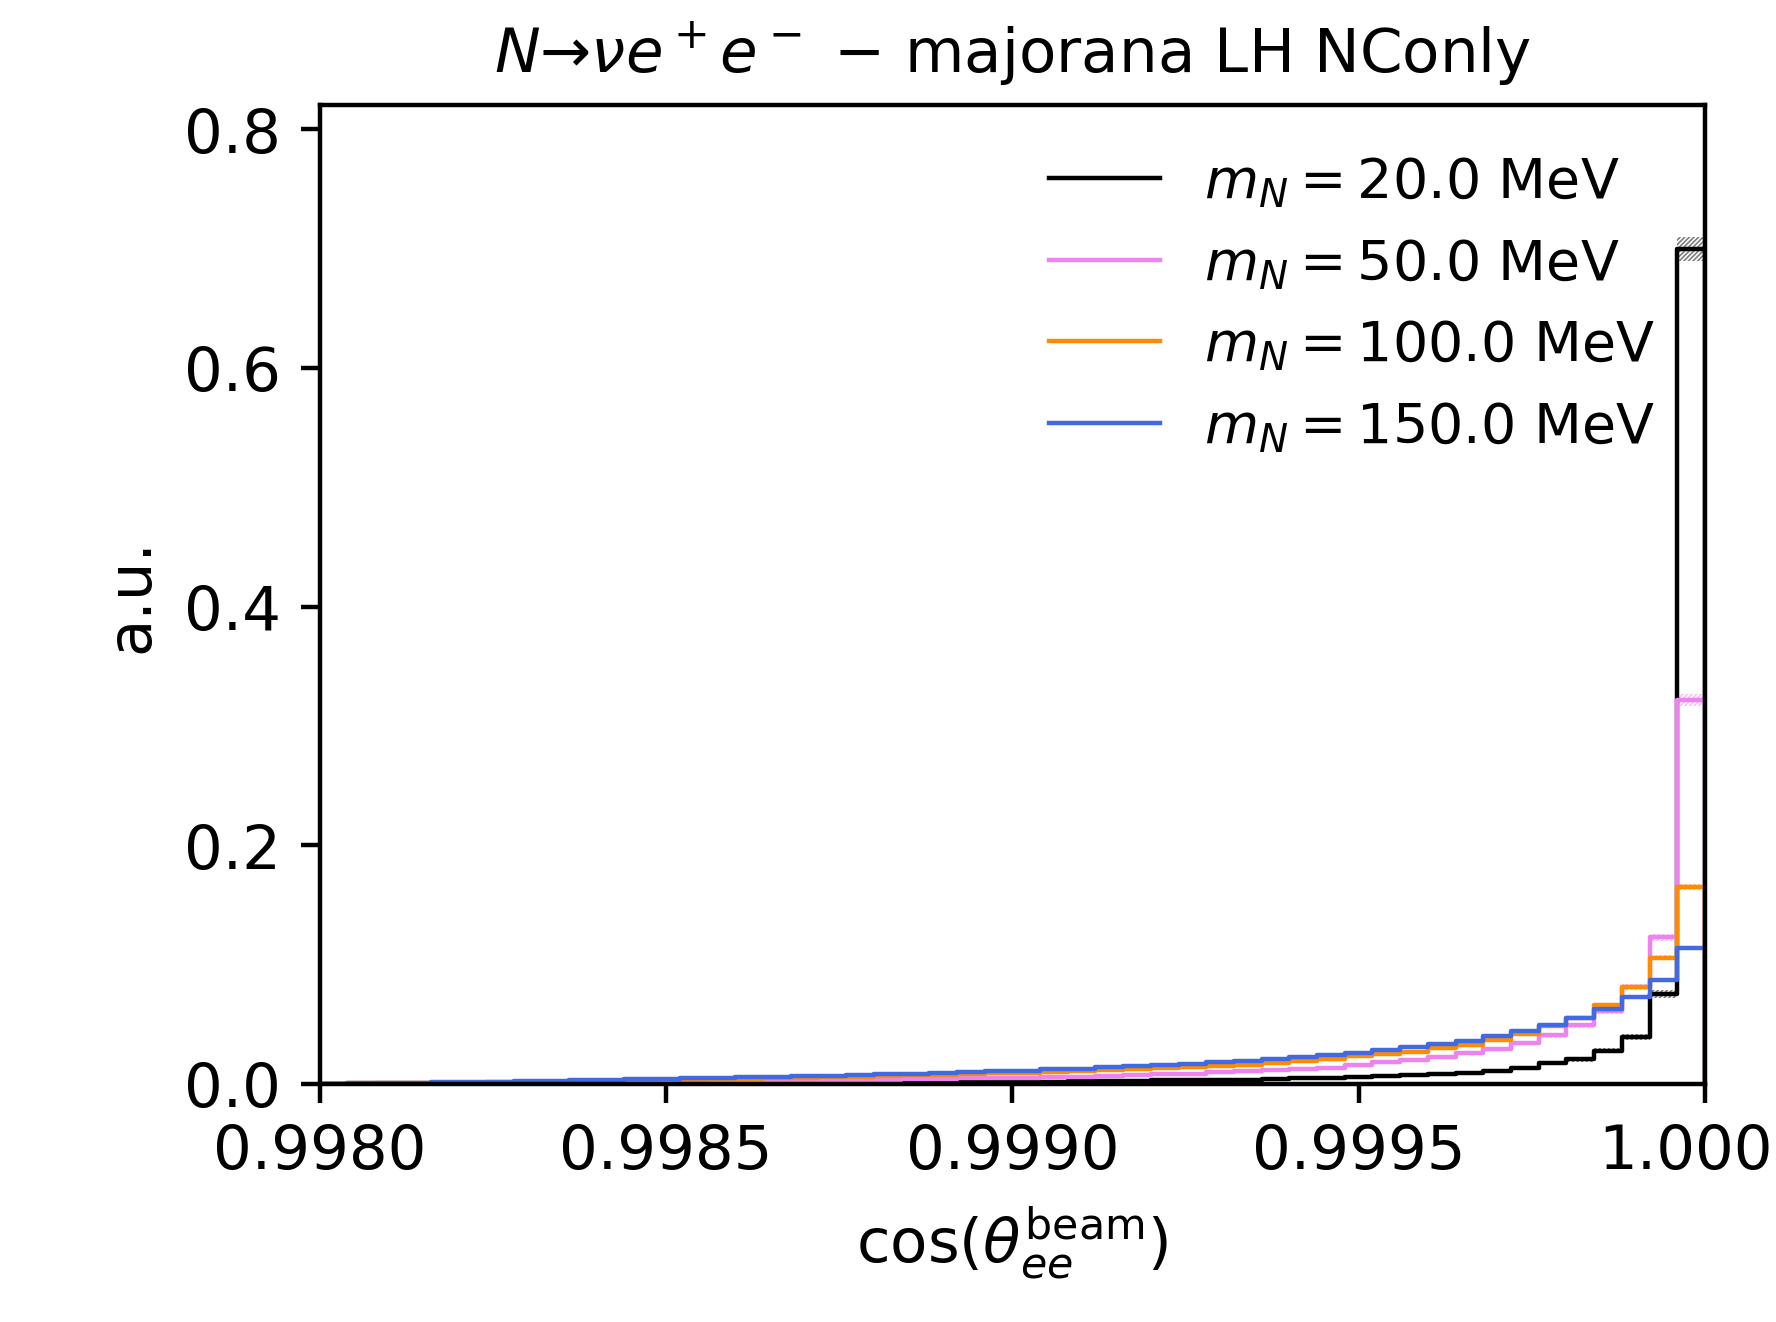 N→νe⁺e⁻ − majorana LH NConly
m_N = 20.0 MeV
m_N = 50.0 MeV
m_N = 100.0 MeV
m_N = 150.0 MeV
a.u.
0.8
0.6
0.4
0.2
0.0
0.9980 0.9985 0.9990 0.9995 1.000
cos(θ_ee^beam)